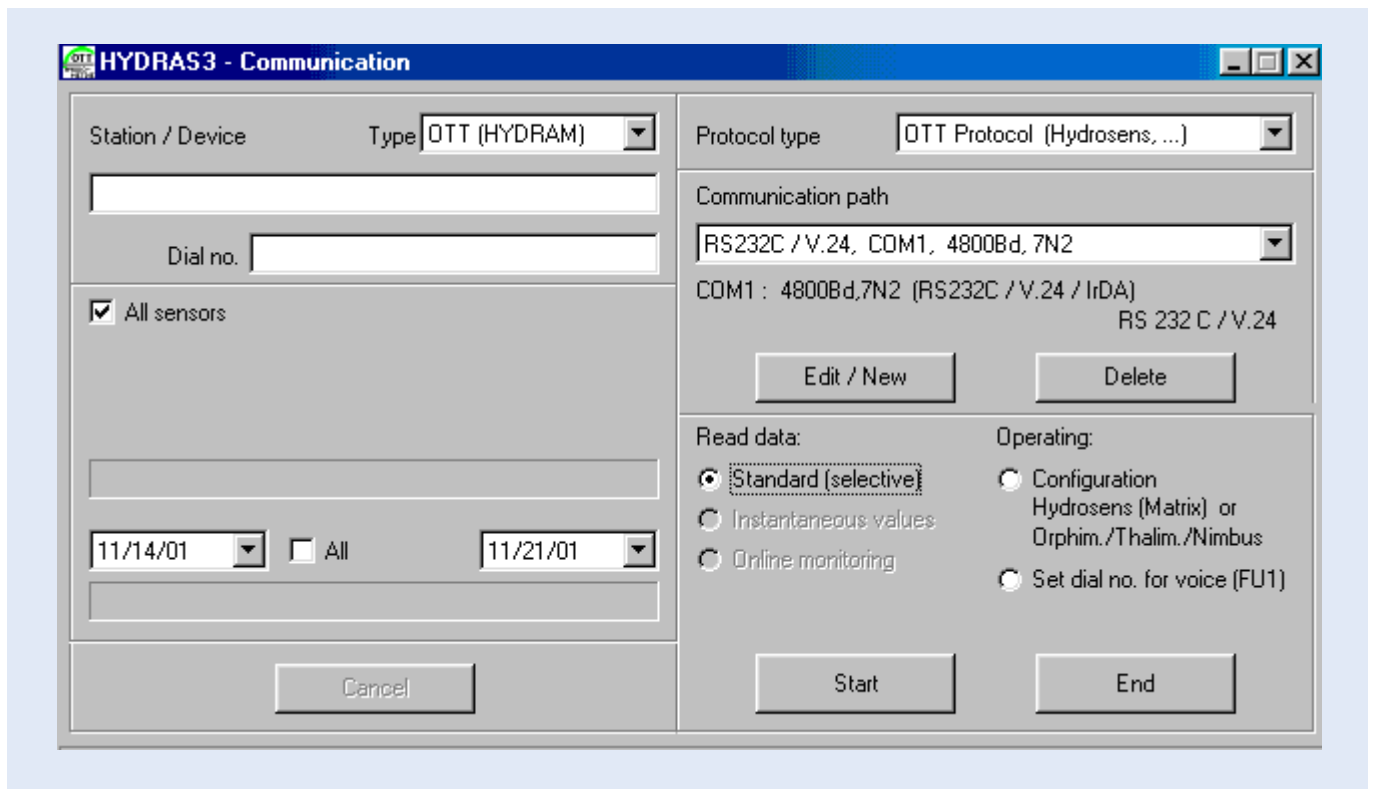 HYDRAS3 - Communication
Station / Device Type OTT (HYDRAM)
Dial no.
All sensors
11/14/01 All 11/21/01
Cancel
Protocol type OTT Protocol (Hydrosens, ...)
Communication path
RS232C / V.24, COM1, 4800Bd, 7N2
COM1 : 4800Bd,7N2 (RS232C / V.24 / IrDA)
RS 232 C / V.24
Edit / New Delete
Read data:
Standard (selective)
Instantaneous values
Online monitoring
Operating:
Configuration
Hydrosens (Matrix) or
Orphim./Thalim./Nimbus
Set dial no. for voice (FU1)
Start End